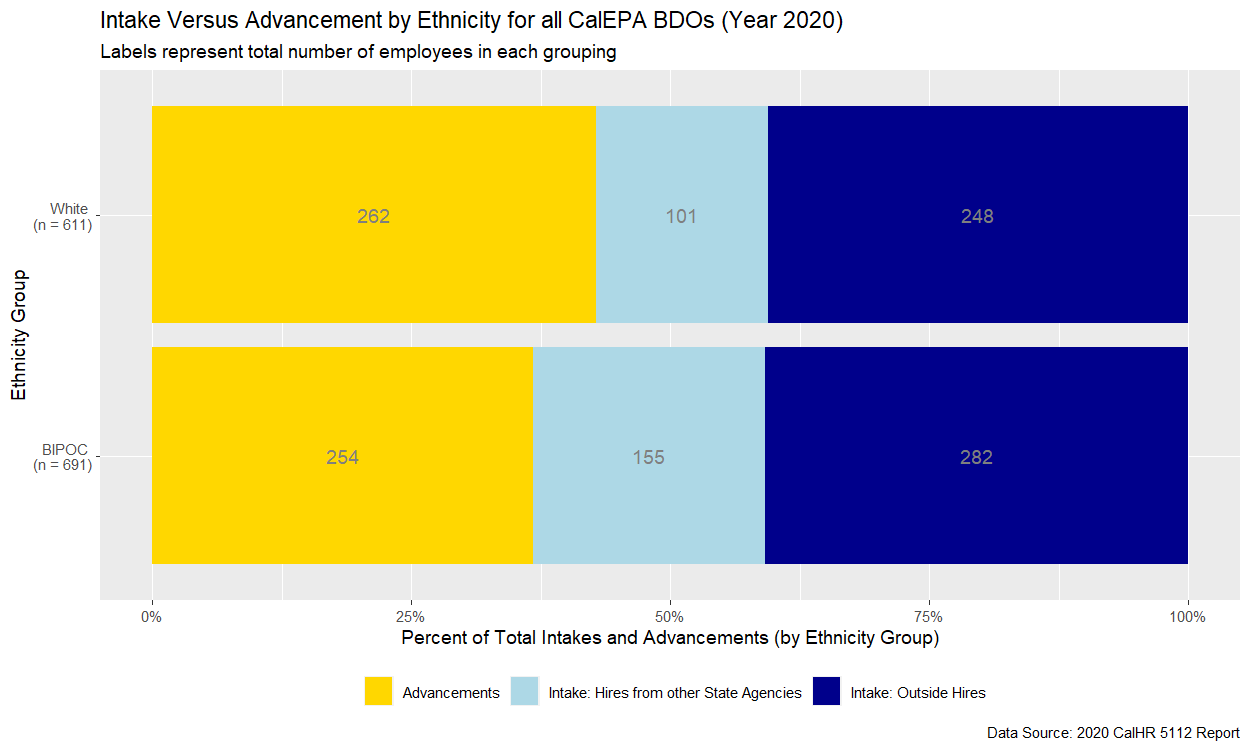 Intake Versus Advancement by Ethnicity for all CalEPA BDOs (Year 2020)
Labels represent total number of employees in each grouping
Ethnicity Group
White
(n = 611)
262 101 248
BIPOC
(n = 691)
254 155 282
0% 25% 50% 75% 100%
Percent of Total Intakes and Advancements (by Ethnicity Group)
Advancements Intake: Hires from other State Agencies Intake: Outside Hires
Data Source: 2020 CalHR 5112 Report